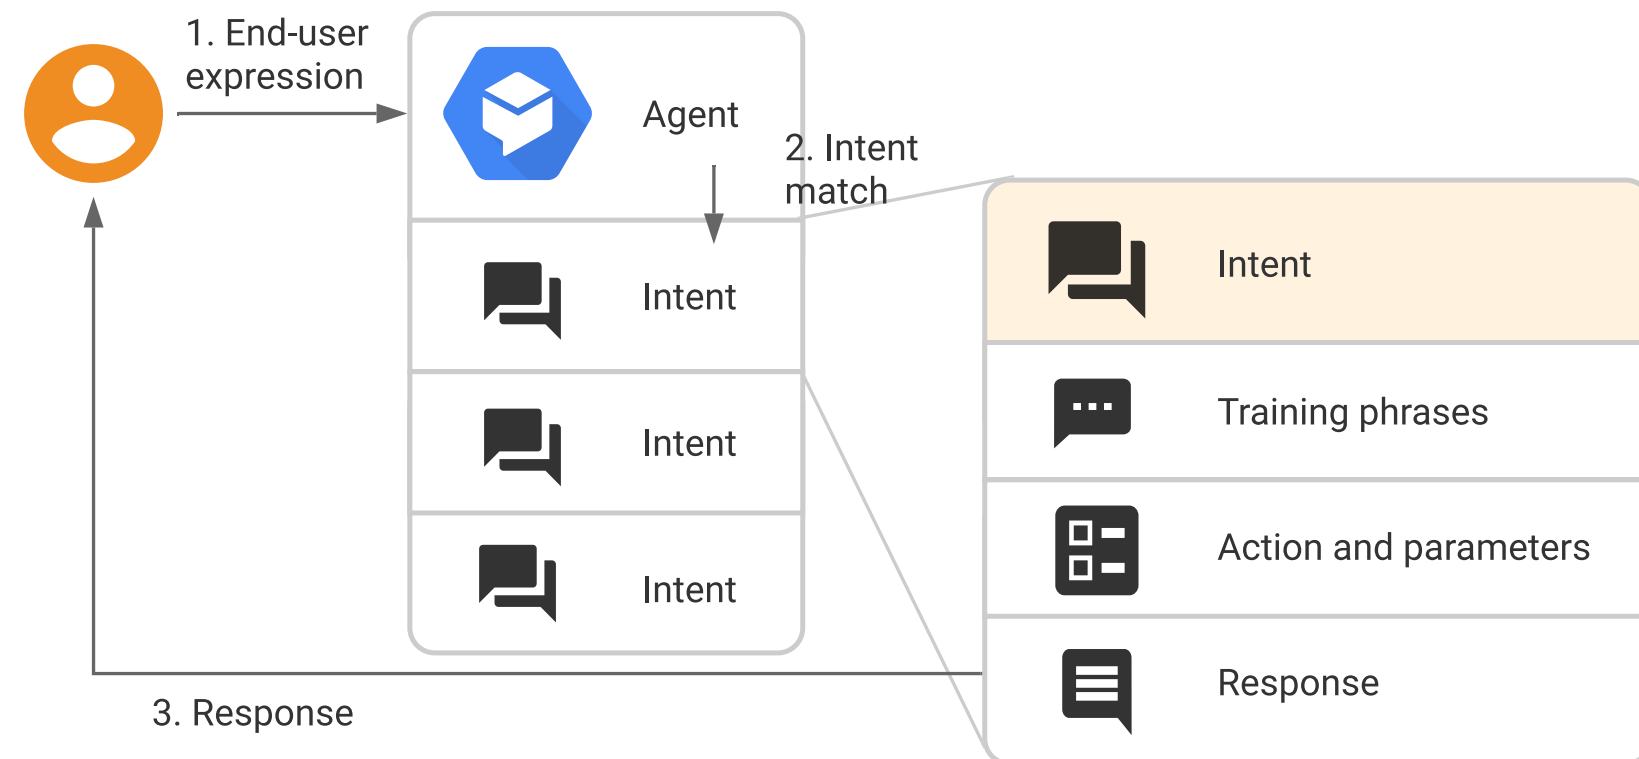 1. End-user
expression
Agent
2. Intent
match
Intent
Intent
Intent
Intent
Training phrases
Action and parameters
Response
3. Response